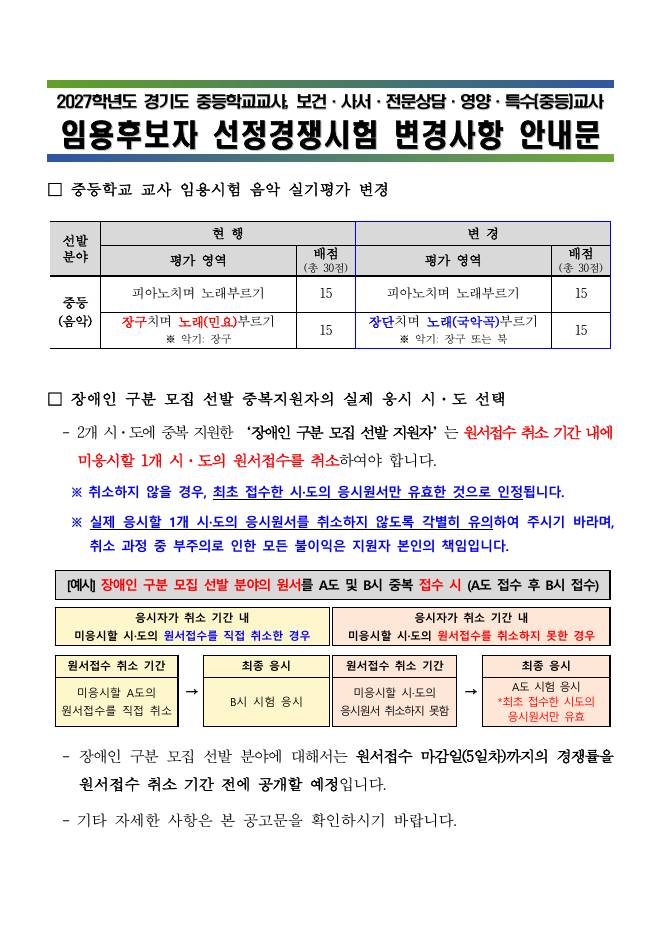 2027학년도 경기도 중등학교교사, 보건·사서·전문상담·영양·특수(중등)교사
임용후보자 선정경쟁시험 변경사항 안내문
□ 중등학교 교사 임용시험 음악 실기평가 변경
선발 분야
현 행
변 경
평가 영역
배점
(총 30점)
평가 영역
배점
(총 30점)
중등
(음악)
피아노치며 노래부르기
15
피아노치며 노래부르기
15
장구치며 노래(민요)부르기
※ 악기: 장구
15
장단치며 노래(국악곡)부르기
※ 악기: 장구 또는 북
15
□ 장애인 구분 모집 선발 중복지원자의 실제 응시 시·도 선택
- 2개 시·도에 중복 지원한 ‘장애인 구분 모집 선발 지원자’는 원서접수 취소 기간 내에
미응시할 1개 시·도의 원서접수를 취소하여야 합니다.
※ 취소하지 않을 경우, 최초 접수한 시·도의 응시원서만 유효한 것으로 인정됩니다.
※ 실제 응시할 1개 시·도의 응시원서를 취소하지 않도록 각별히 유의하여 주시기 바라며,
취소 과정 중 부주의로 인한 모든 불이익은 지원자 본인의 책임입니다.
[예시] 장애인 구분 모집 선발 분야의 원서를 A도 및 B시 중복 접수 시 (A도 접수 후 B시 접수)
응시자가 취소 기간 내
미응시할 시·도의 원서접수를 직접 취소한 경우
응시자가 취소 기간 내
미응시할 시·도의 원서접수를 취소하지 못한 경우
원서접수 취소 기간
미응시할 A도의
원서접수를 직접 취소
→
최종 응시
B시 시험 응시
원서접수 취소 기간
미응시할 시·도의
응시원서 취소하지 못함
→
최종 응시
A도 시험 응시
*최초 접수한 시도의
응시원서만 유효
- 장애인 구분 모집 선발 분야에 대해서는 원서접수 마감일(5일차)까지의 경쟁률을
원서접수 취소 기간 전에 공개할 예정입니다.
- 기타 자세한 사항은 본 공고문을 확인하시기 바랍니다.